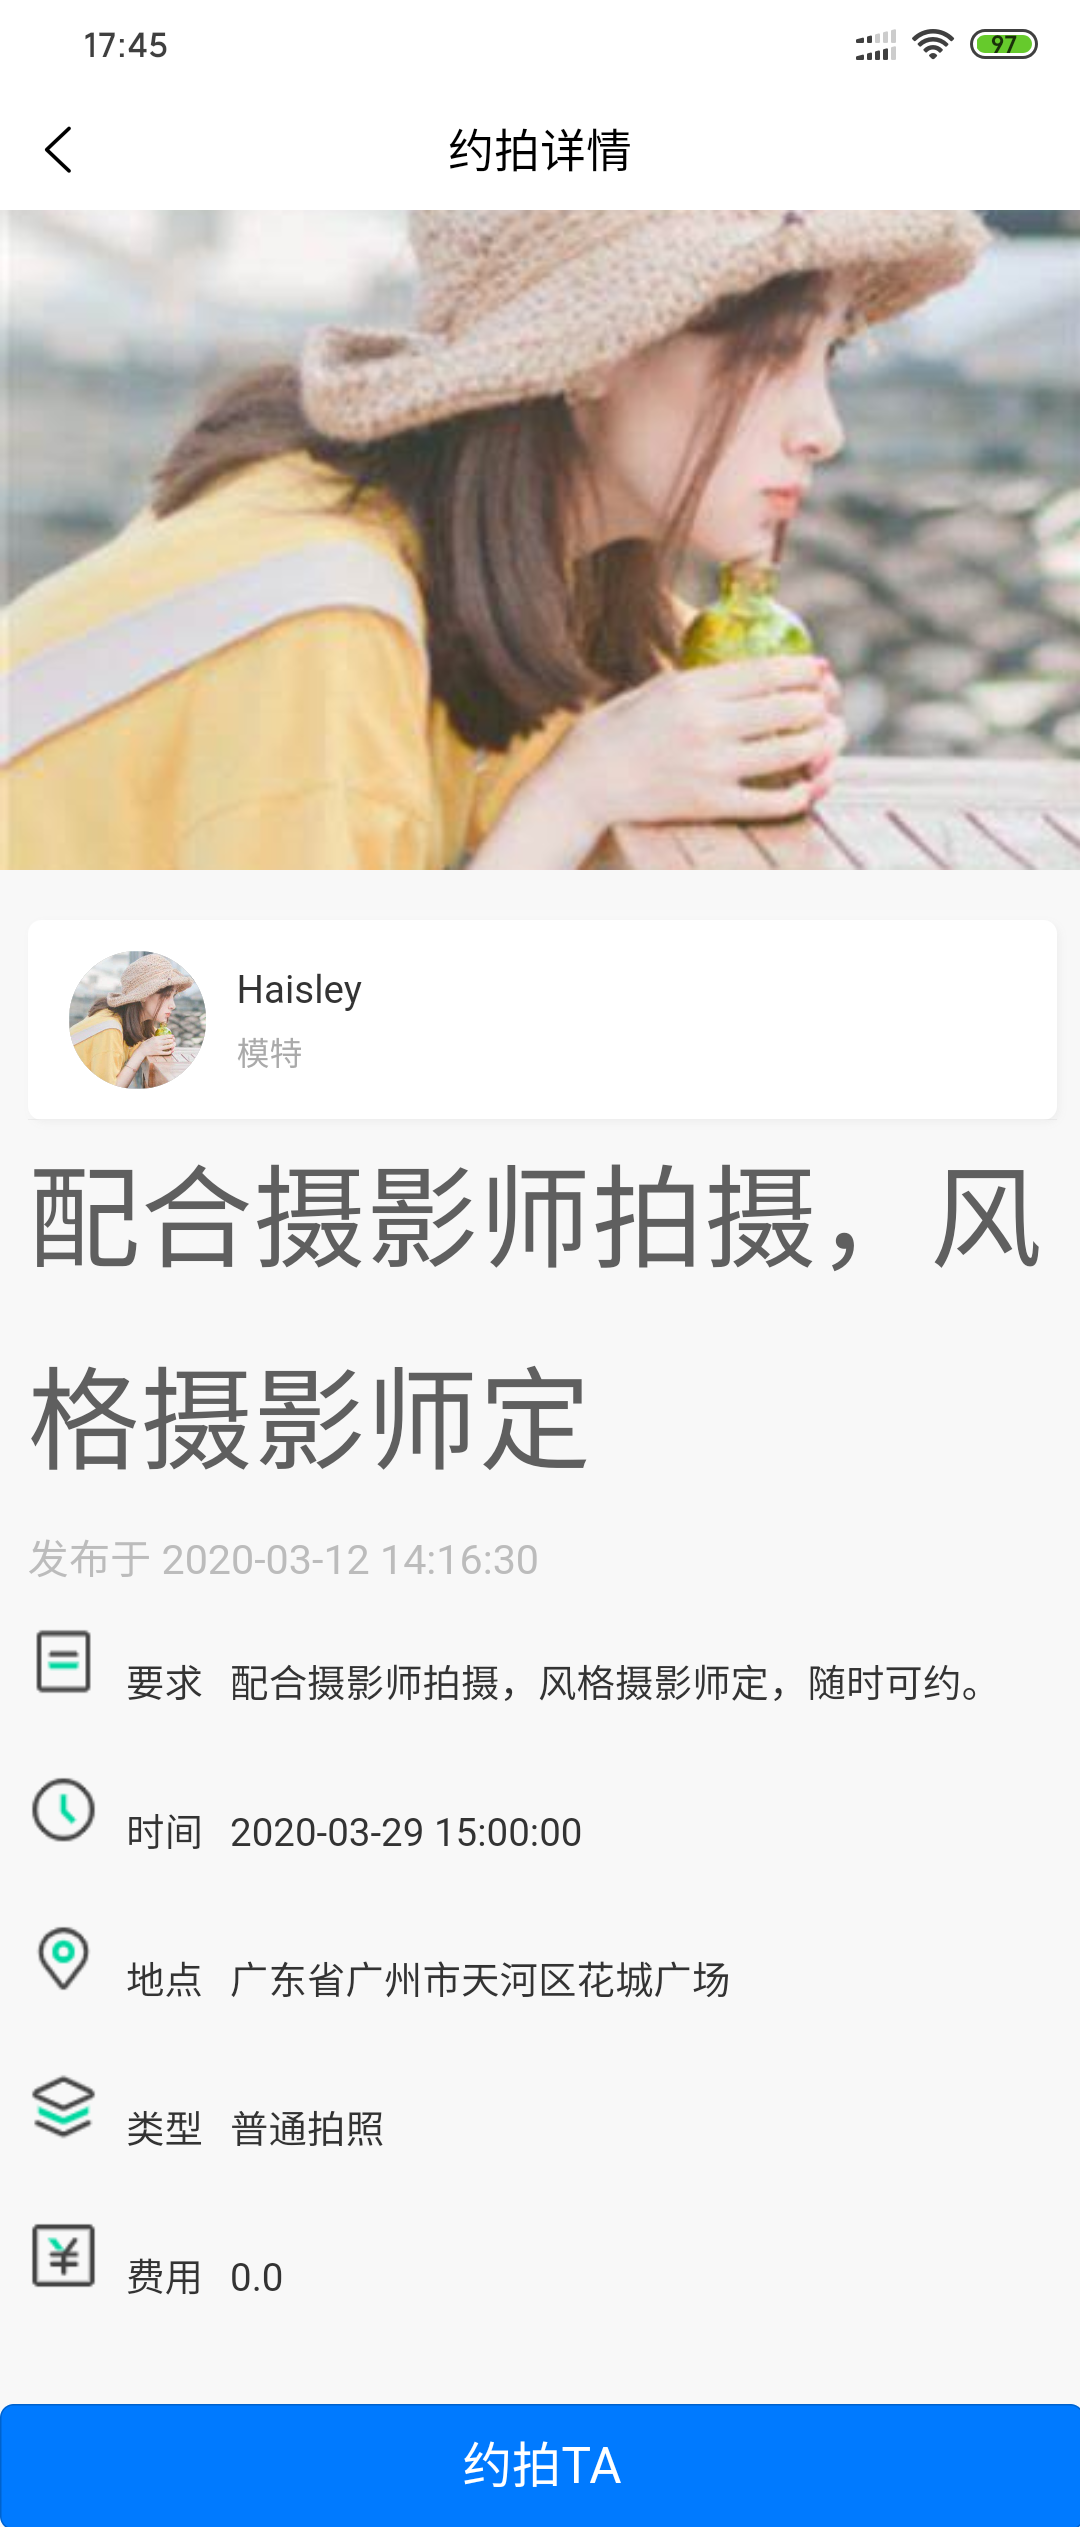 17:45
97
约拍详情
Haisley
模特
配合摄影师拍摄，风
格摄影师定
发布于 2020-03-12 14:16:30
要求 配合摄影师拍摄，风格摄影师定，随时可约。
时间 2020-03-29 15:00:00
地点 广东省广州市天河区花城广场
类型 普通拍照
¥
费用 0.0
约拍TA